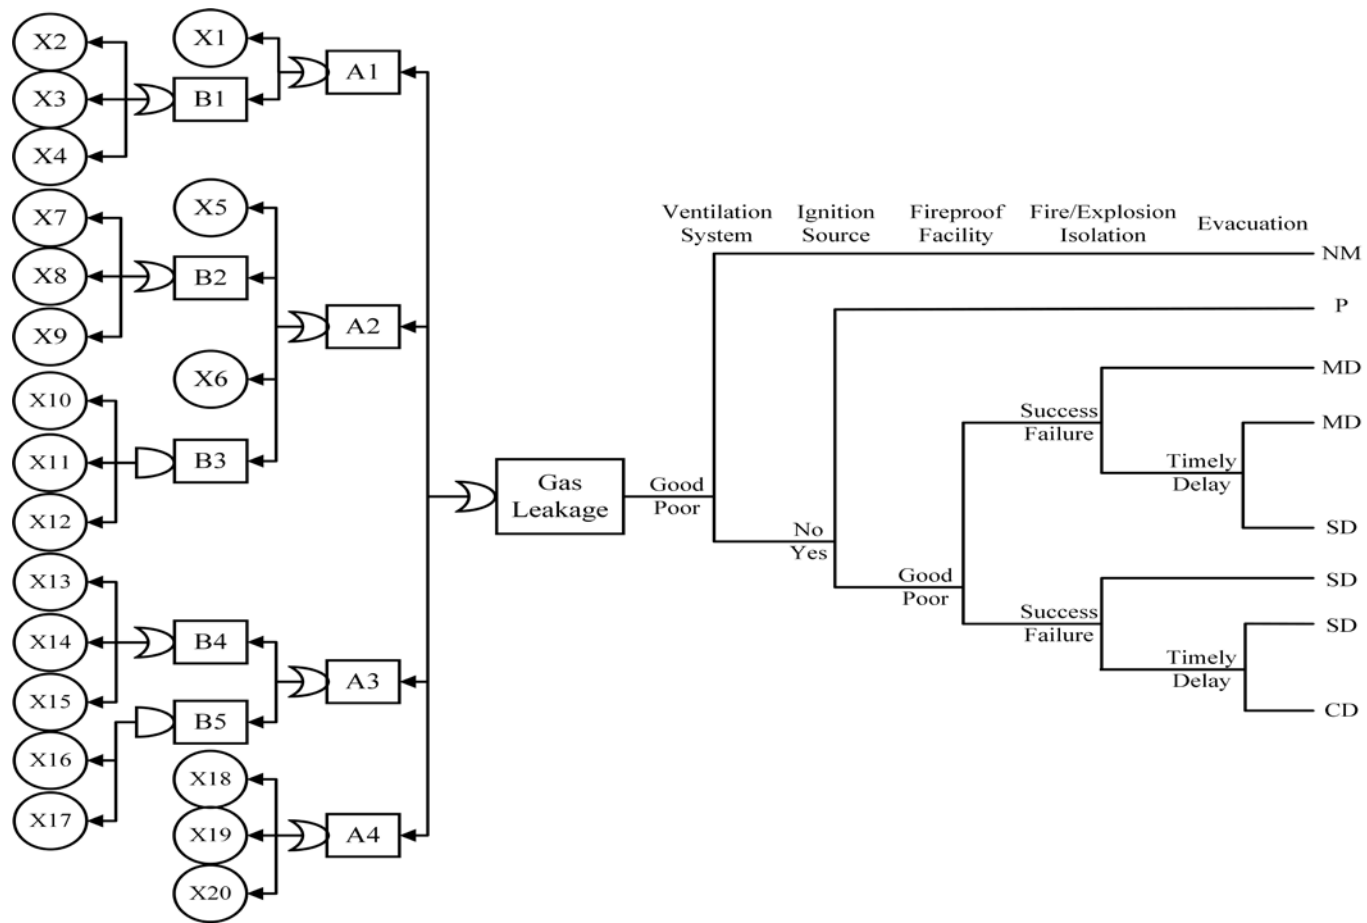 X2
X1
A1
X3
B1
X4
X7
X5
X8
B2
X9
A2
X6
X10
X11
B3
X12
X13
X14
B4
X15
A3
B5
X16
X18
X17
X19
A4
X20
Gas
Leakage
Ventilation
System
Ignition
Source
Fireproof
Facility
Fire/Explosion
Isolation
Evacuation
NM
P
MD
Success
Failure
MD
Timely
Delay
SD
Good
Poor
No
Yes
Good
Poor
SD
Success
Failure
SD
Timely
Delay
CD